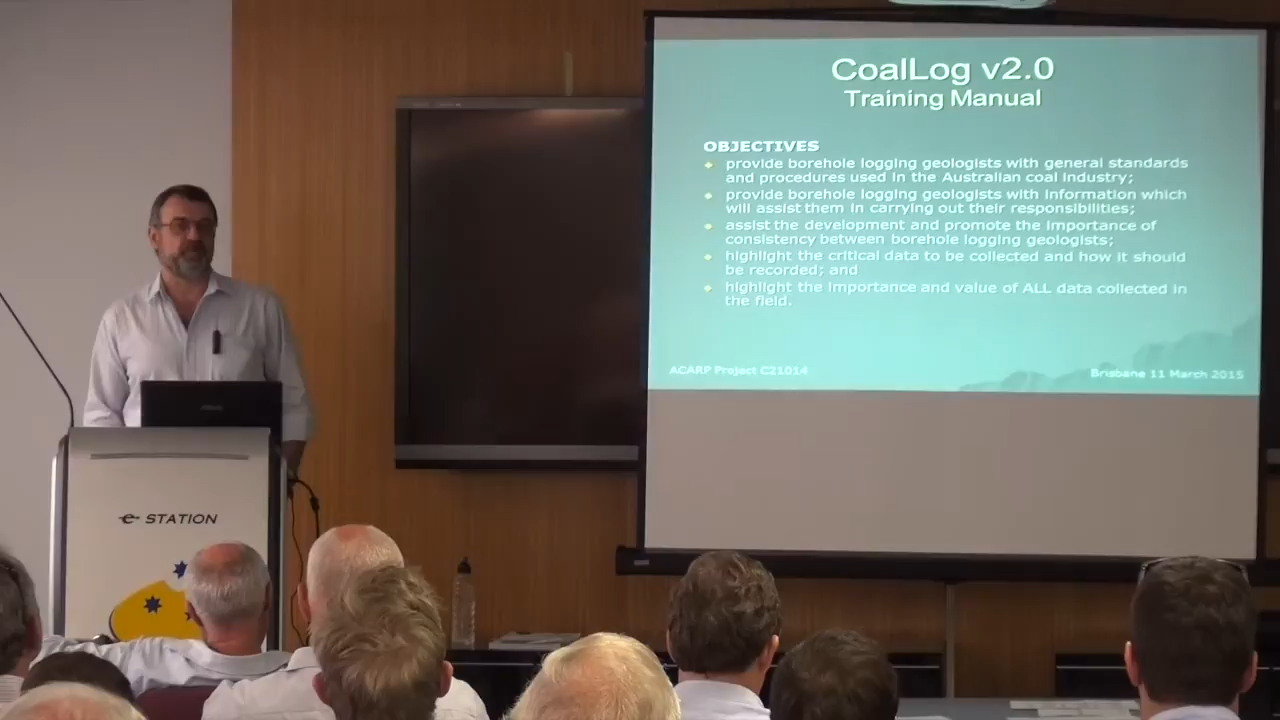 CoalLog v2.0
Training Manual
OBJECTIVES
provide borehole logging geologists with general standards
and procedures used in the Australian coal industry;
provide borehole logging geologists with information which
will assist them in carrying out their responsibilities;
assist the development and promote the importance of
consistency between borehole logging geologists;
highlight the critical data to be collected and how it should
be recorded; and
highlight the importance and value of ALL data collected in
the field.
ACARP Project C21014
Brisbane 11 March 2015
e-STATION